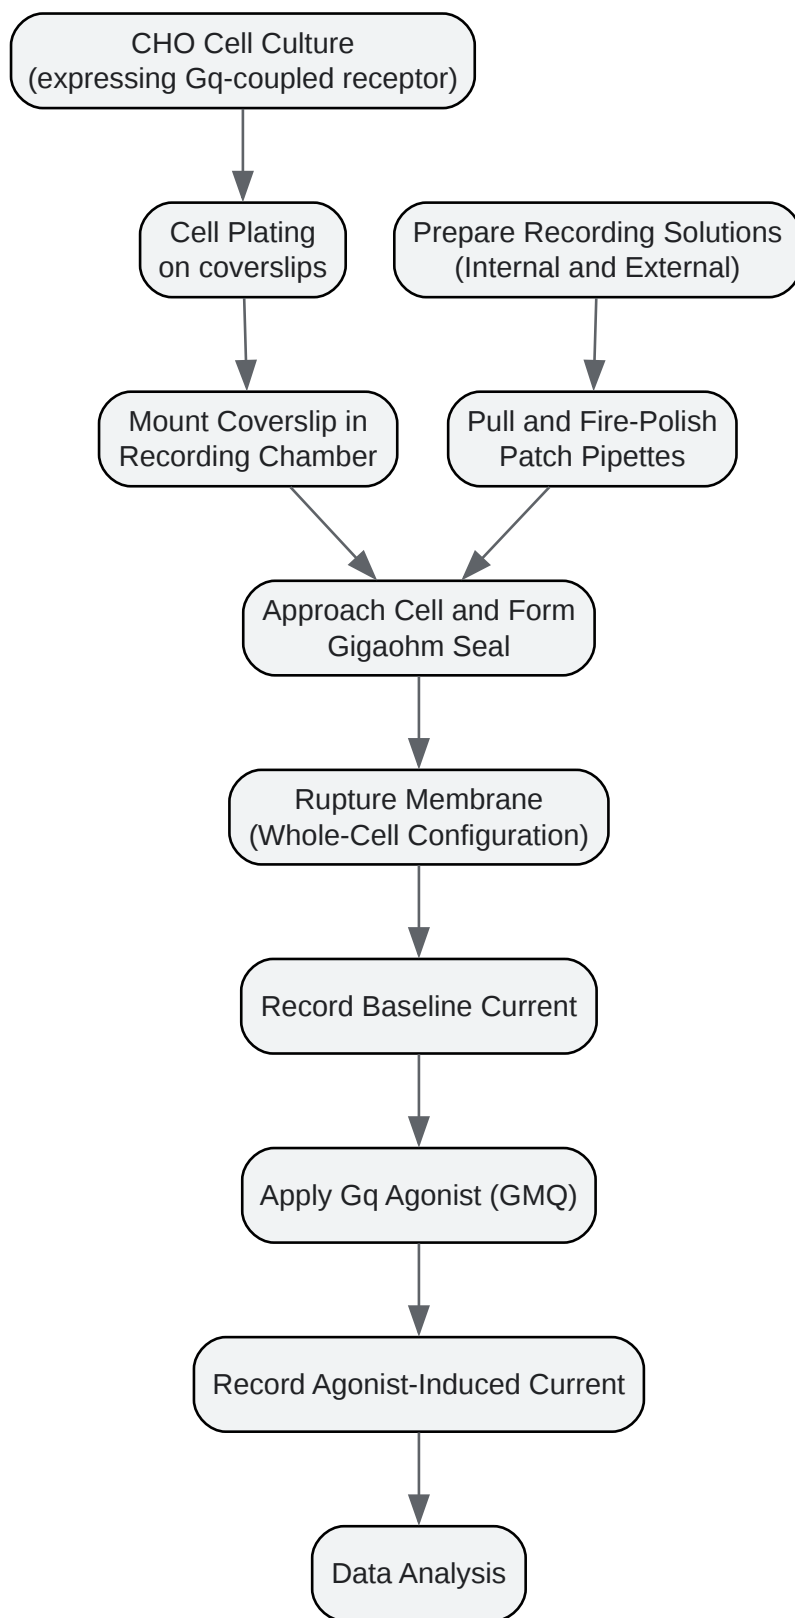 CHO Cell Culture
(expressing Gq-coupled receptor)
Cell Plating
on coverslips
Prepare Recording Solutions
(Internal and External)
Mount Coverslip in
Recording Chamber
Pull and Fire-Polish
Patch Pipettes
Approach Cell and Form
Gigaohm Seal
Rupture Membrane
(Whole-Cell Configuration)
Record Baseline Current
Apply Gq Agonist (GMQ)
Record Agonist-Induced Current
Data Analysis